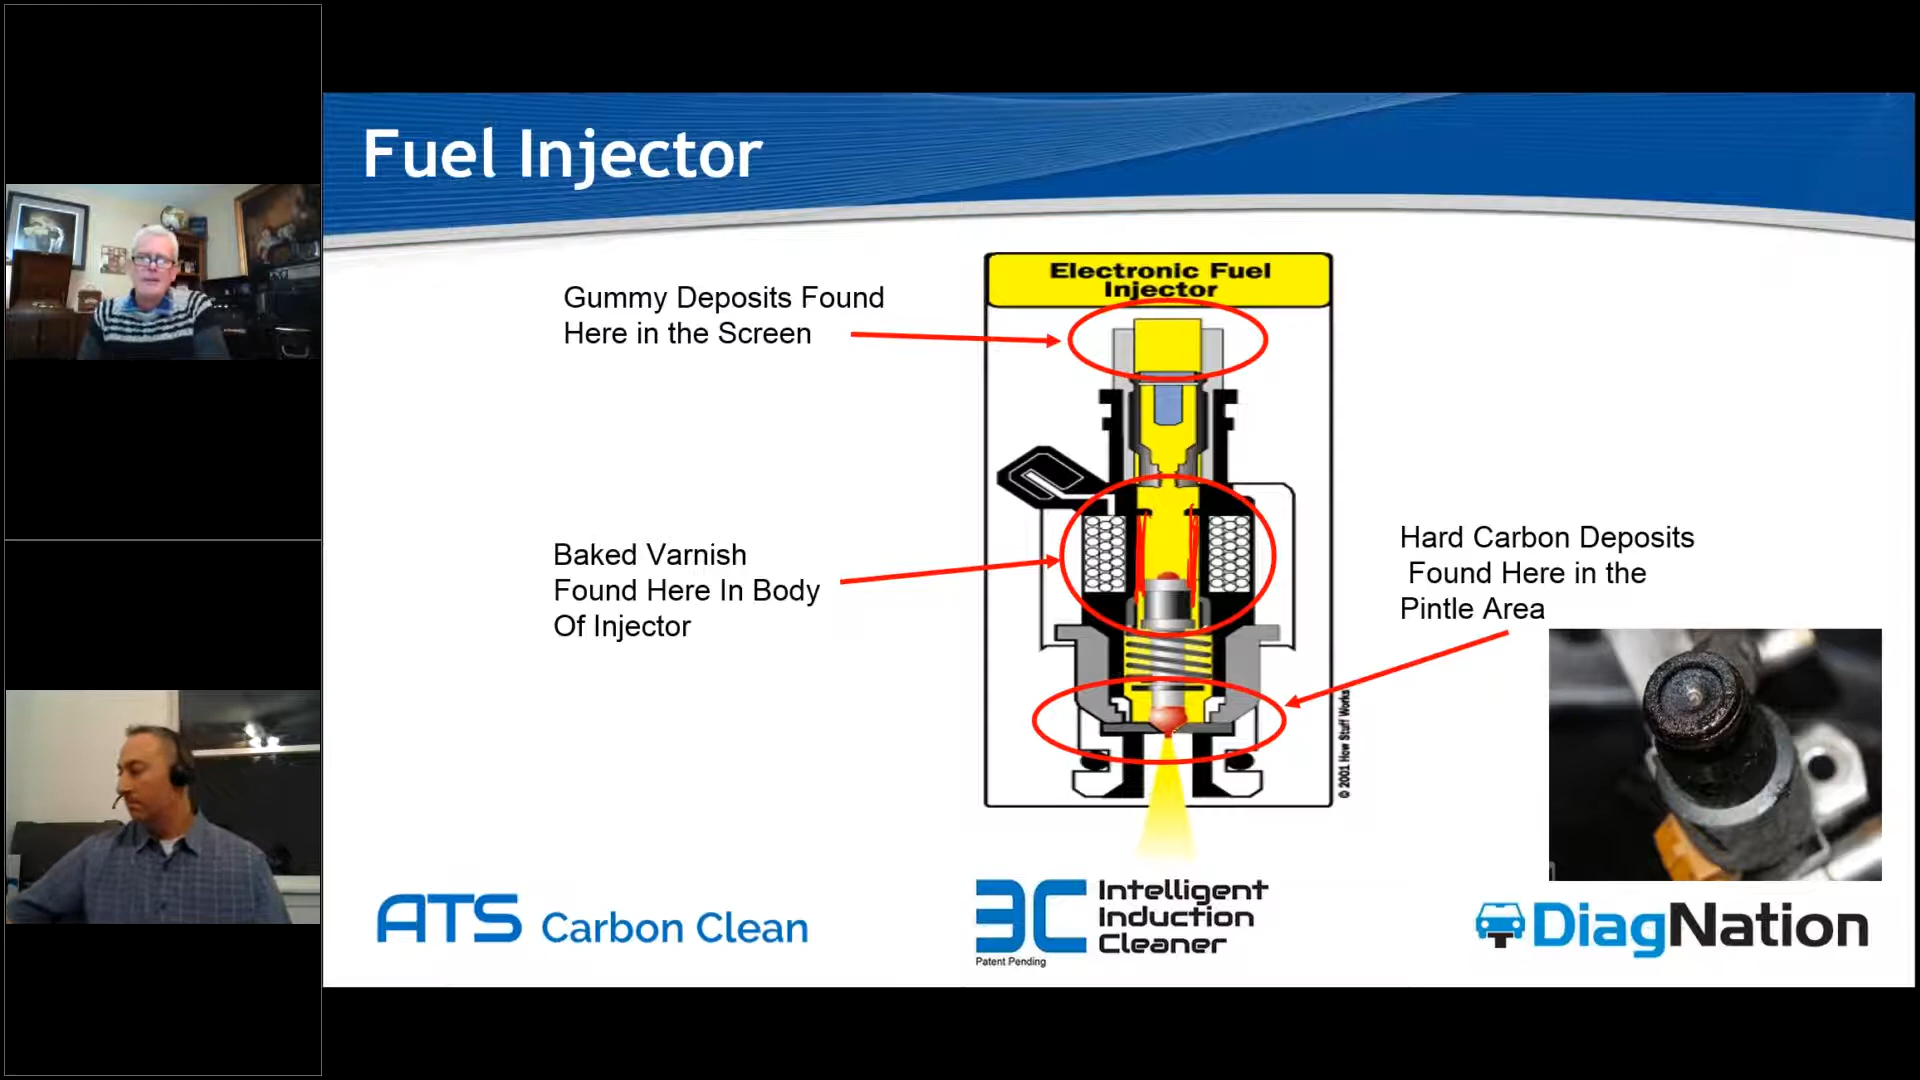 Fuel Injector
Electronic Fuel
Injector
Gummy Deposits Found
Here in the Screen
Baked Varnish
Found Here In Body
Of Injector
Hard Carbon Deposits
Found Here in the
Pintle Area
© 2001 How Stuff Works
ATS Carbon Clean
3C Intelligent
Induction
Cleaner
Patent Pending
DiagNation